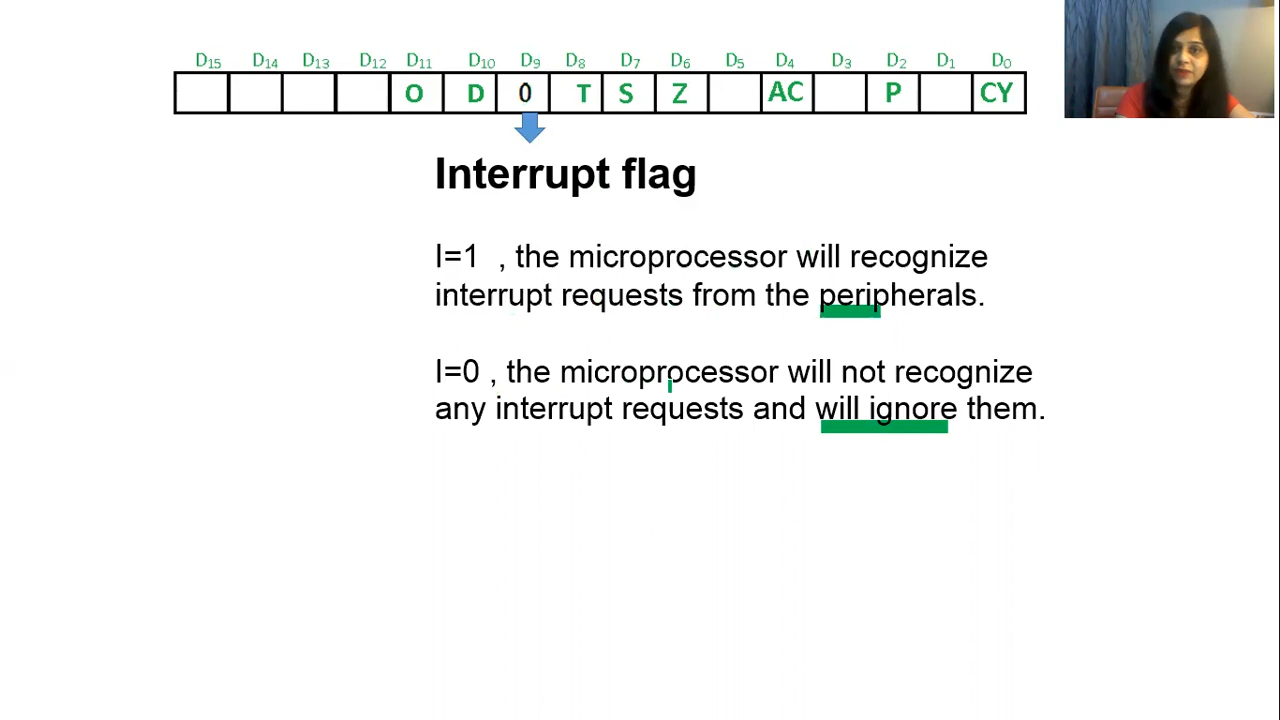 D15 D14 D13 D12 D11 D10 D9 D8 D7 D6 D5 D4 D3 D2 D1 D0
O D 0 T S Z AC P CY
Interrupt flag
I=1 , the microprocessor will recognize
interrupt requests from the peripherals.
I=0 , the microprocessor will not recognize
any interrupt requests and will ignore them.